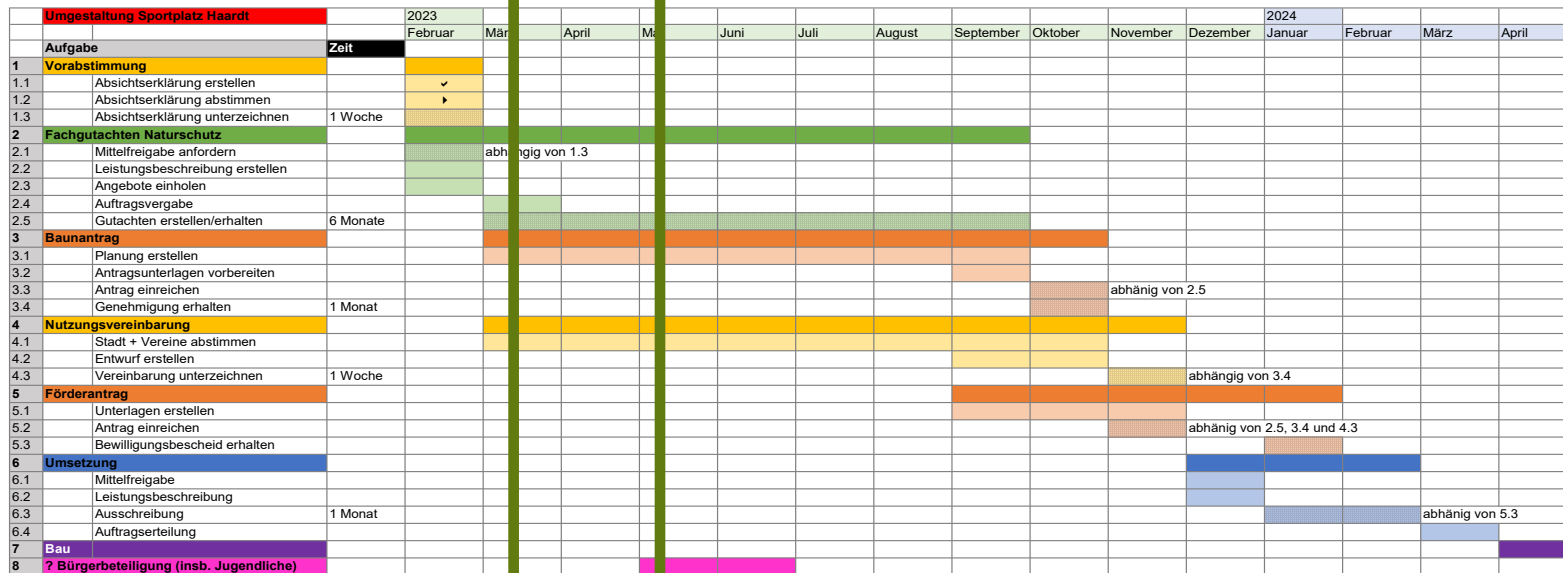 Umgestaltung Sportplatz Haardt 2023 2024
Februar April Juni Juli August September Oktober November Dezember Januar Februar März April
Aufgabe Zeit
1 Vorabstimmung
1.1 Absichtserklärung erstellen
1.2 Absichtserklärung abstimmen
1.3 Absichtserklärung unterzeichnen 1 Woche
2 Fachgutachten Naturschutz
2.1 Mittelfreigabe anfordern abhängig von 1.3
2.2 Leistungsbeschreibung erstellen
2.3 Angebote einholen
2.4 Auftragsvergabe
2.5 Gutachten erstellen/erhalten 6 Monate
3 Baunantrag
3.1 Planung erstellen
3.2 Antragsunterlagen vorbereiten
3.3 Antrag einreichen abhänig von 2.5
3.4 Genehmigung erhalten 1 Monat
4 Nutzungsvereinbarung
4.1 Stadt + Vereine abstimmen
4.2 Entwurf erstellen
4.3 Vereinbarung unterzeichnen 1 Woche abhängig von 3.4
5 Förderantrag
5.1 Unterlagen erstellen
5.2 Antrag einreichen abhänig von 2.5, 3.4 und 4.3
5.3 Bewilligungsbescheid erhalten
6 Umsetzung
6.1 Mittelfreigabe
6.2 Leistungsbeschreibung
6.3 Ausschreibung 1 Monat abhänig von 5.3
6.4 Auftragserteilung
7 Bau
8 ? Bürgerbeteiligung (insb. Jugendliche)